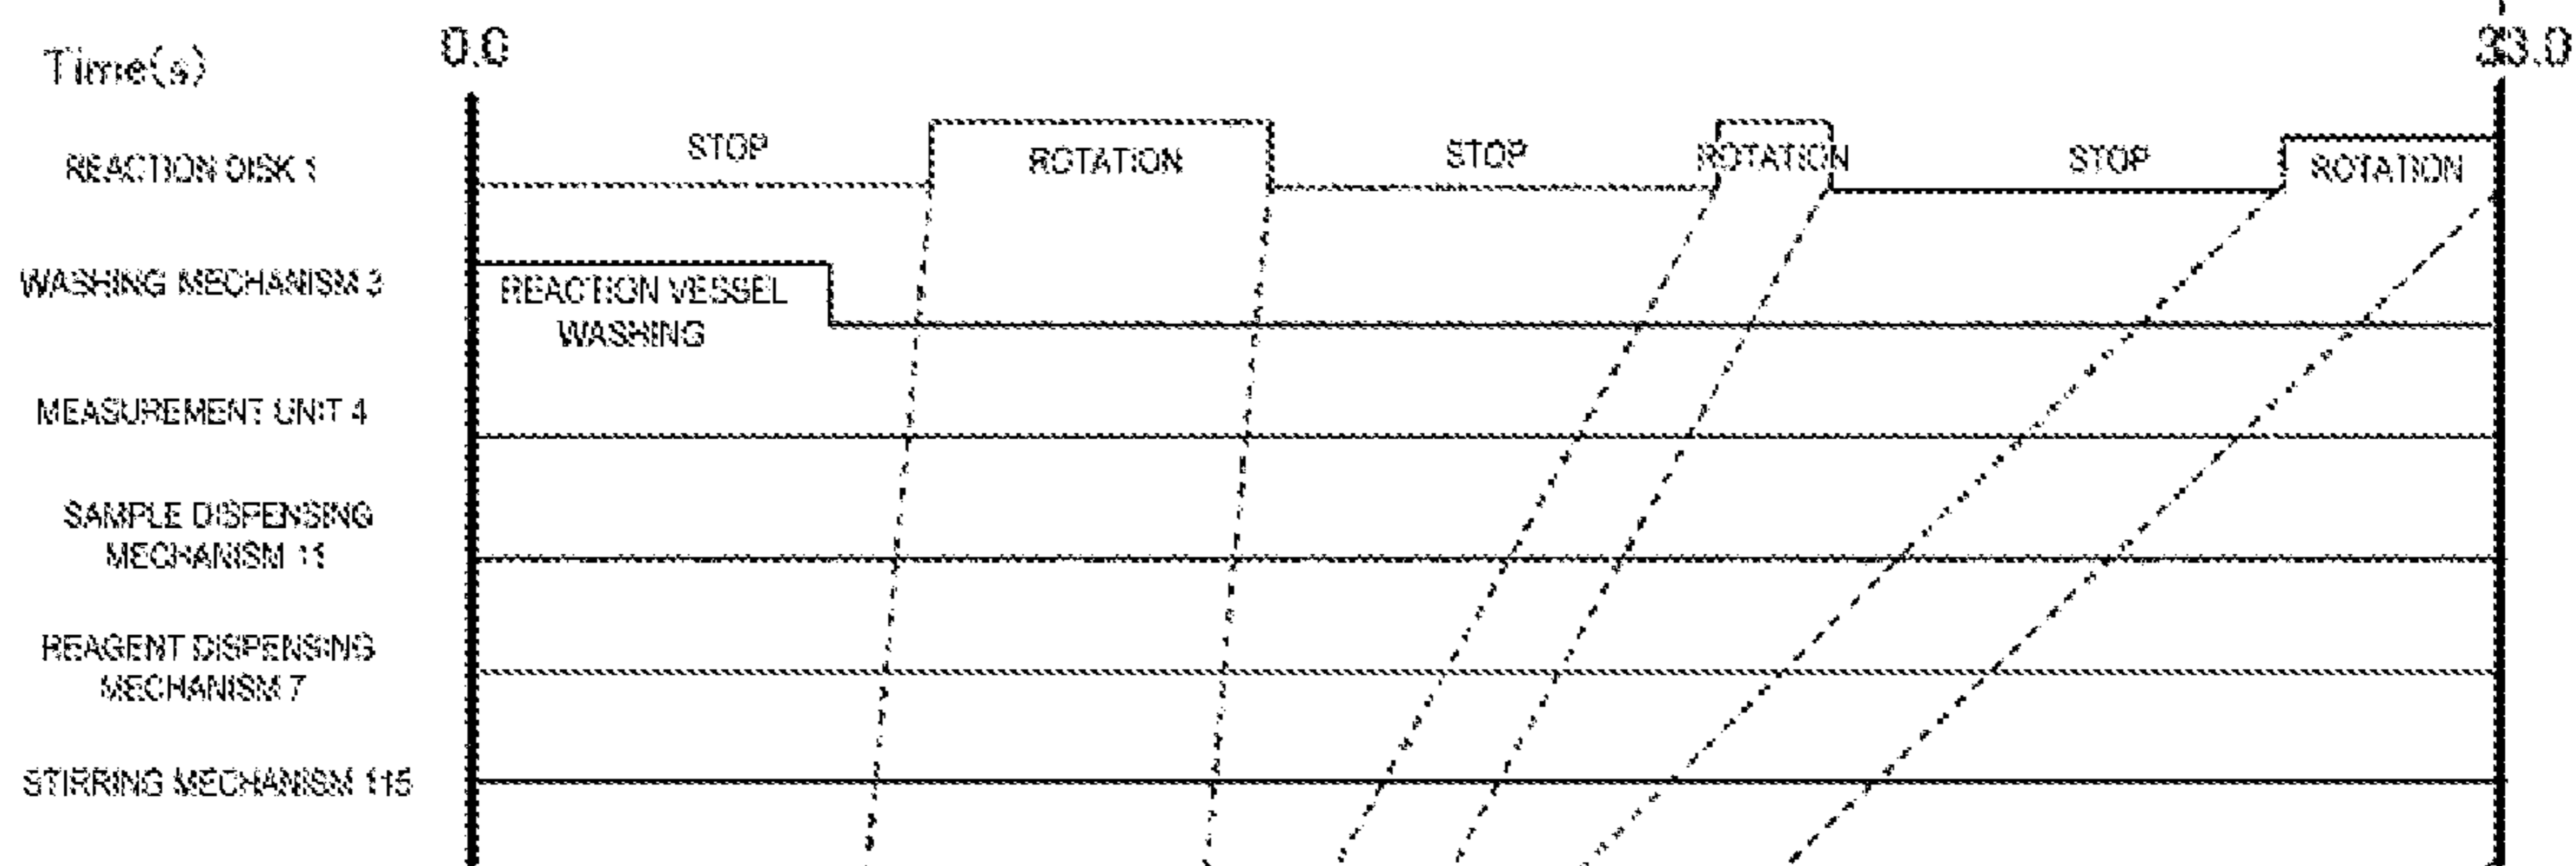 Time(s)
0.0
33.0
REACTION DISK 1
STOP
ROTATION
STOP
ROTATION
STOP
ROTATION
WASHING MECHANISM 3
REACTION VESSEL
WASHING
MEASUREMENT UNIT 4
SAMPLE DISPENSING
MECHANISM 11
REAGENT DISPENSING
MECHANISM 7
STIRRING MECHANISM 115